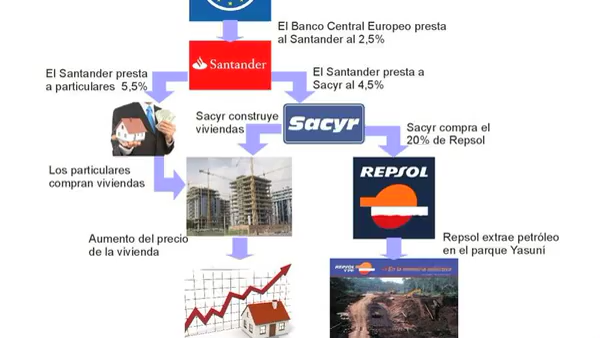 El Banco Central Europeo presta
al Santander al 2,5%
Santander
El Santander presta
a particulares 5,5%
El Santander presta a
Sacyr al 4,5%
Sacyr construye
viviendas
Sacyr
Sacyr compra el
20% de Repsol
Los particulares
compran viviendas
REPSOL
Aumento del precio
de la vivienda
Repsol extrae petróleo
en el parque Yasuní
REPSOL
YPF